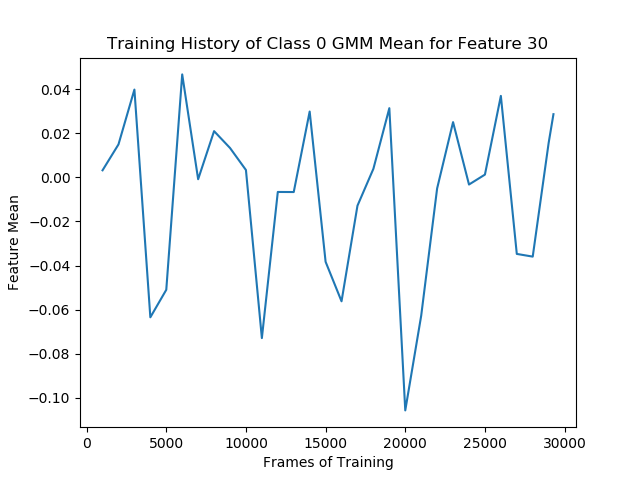 Training History of Class 0 GMM Mean for Feature 30
0.04
0.02
0.00
−0.02
−0.04
−0.06
−0.08
−0.10
Feature Mean
0 5000 10000 15000 20000 25000 30000
Frames of Training